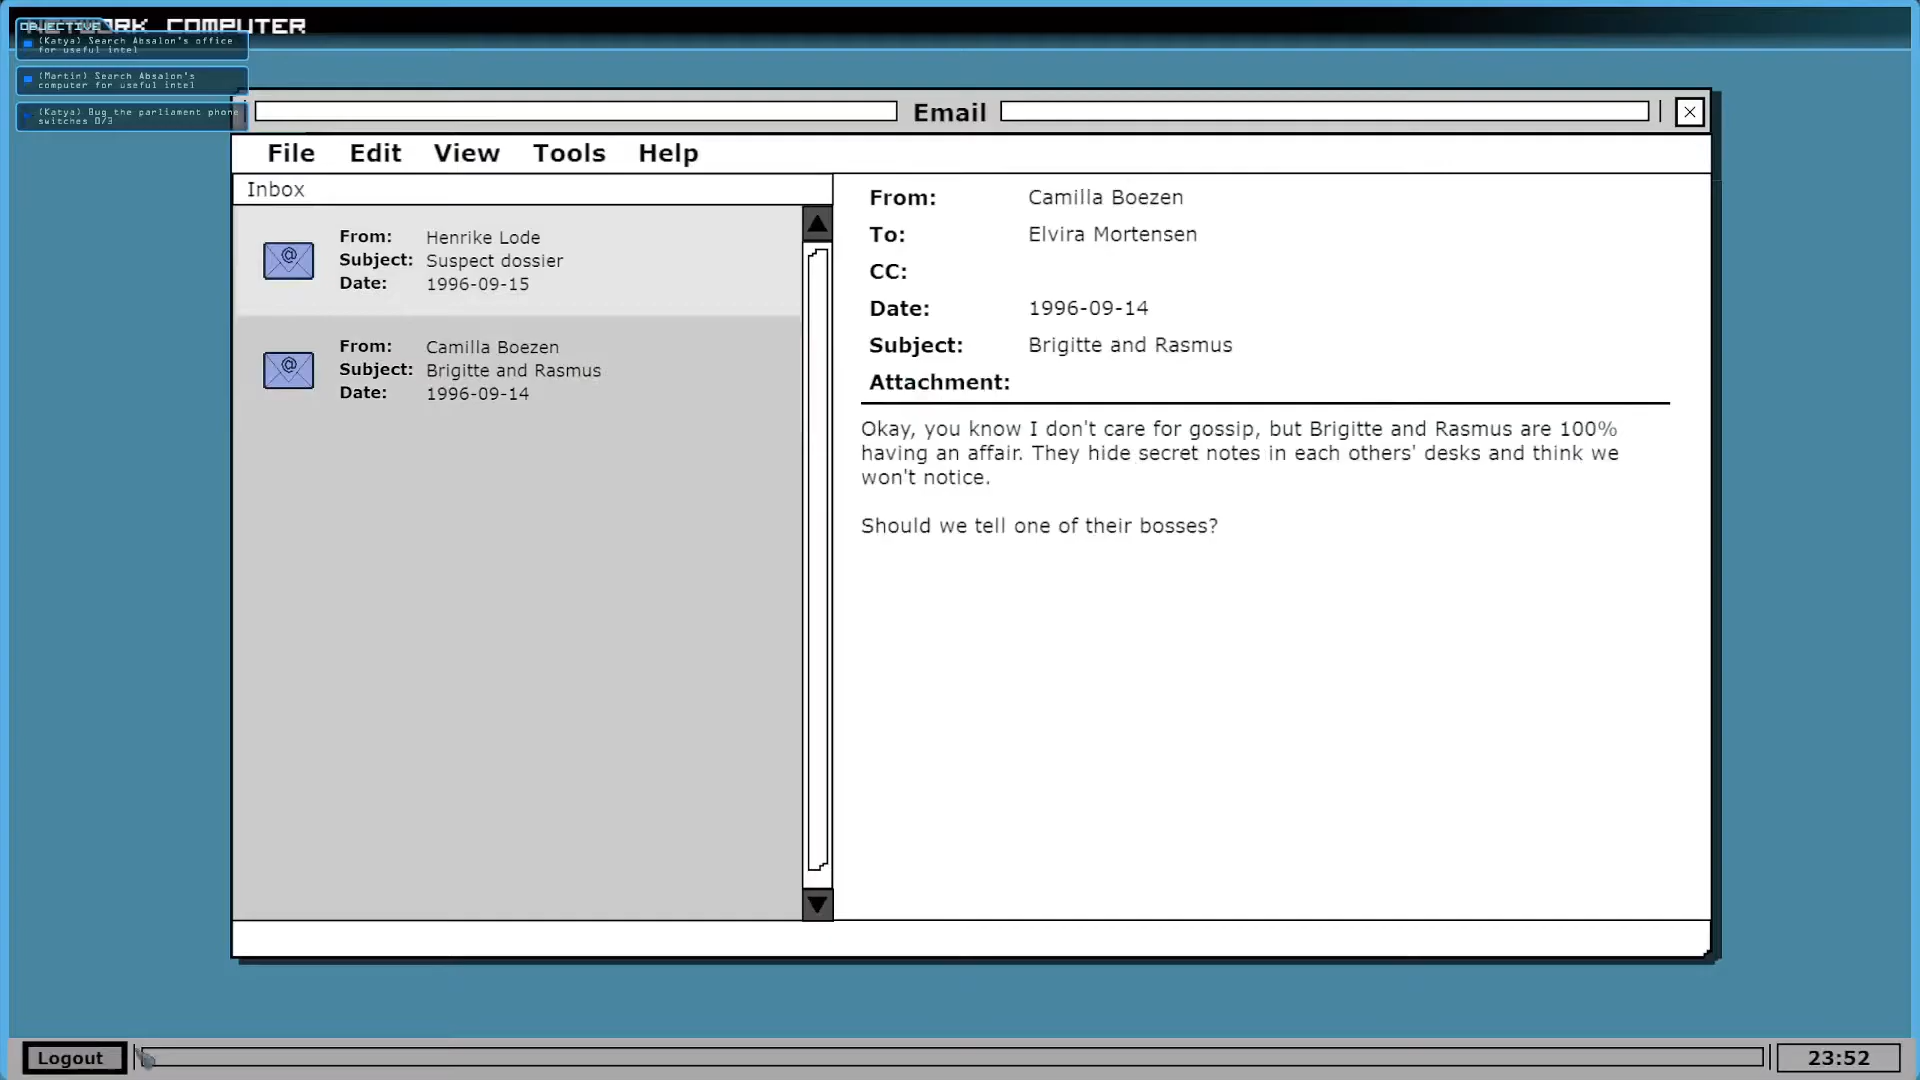 NETWORK COMPUTER
OBJECTIVE
(Katya) Search Absalon's office
for useful intel
(Martin) Search Absalon's
computer for useful intel
(Katya) Bug the parliament phone
switches 0/3
Email
File Edit View Tools Help
Inbox
From: Henrike Lode
Subject: Suspect dossier
Date: 1996-09-15
From: Camilla Boezen
Subject: Brigitte and Rasmus
Date: 1996-09-14
From: Camilla Boezen
To: Elvira Mortensen
CC:
Date: 1996-09-14
Subject: Brigitte and Rasmus
Attachment:
Okay, you know I don't care for gossip, but Brigitte and Rasmus are 100%
having an affair. They hide secret notes in each others' desks and think we
won't notice.
Should we tell one of their bosses?
Logout
23:52